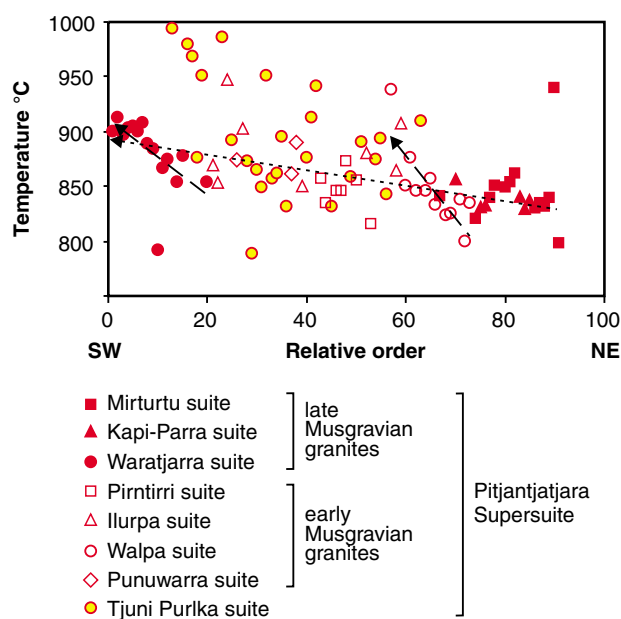 1000
950
900
850
800
750
Temperature °C
0
20
40
60
80
100
SW
Relative order
NE
Mirturtu suite
Kapi-Parra suite
Waratjarra suite
late
Musgravian
granites
Pirntirri suite
Ilurpa suite
Walpa suite
Punuwarra suite
early
Musgravian
granites
Tjuni Purlka suite
Pitjantjatjara
Supersuite